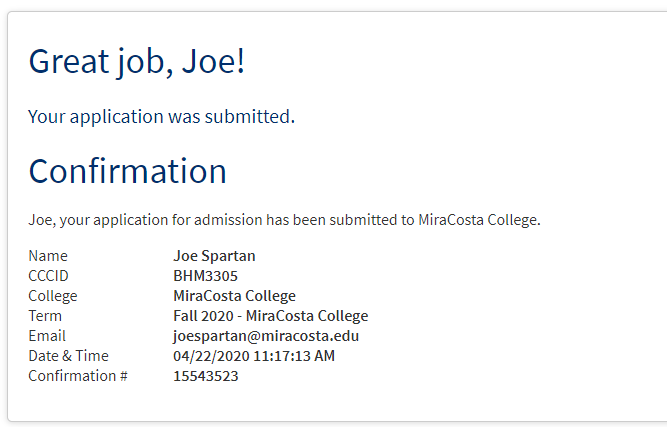 Great job, Joe!
Your application was submitted.
Confirmation
Joe, your application for admission has been submitted to MiraCosta College.
Name Joe Spartan
CCCID BHM3305
College MiraCosta College
Term Fall 2020 - MiraCosta College
Email joespartan@miracosta.edu
Date & Time 04/22/2020 11:17:13 AM
Confirmation # 15543523